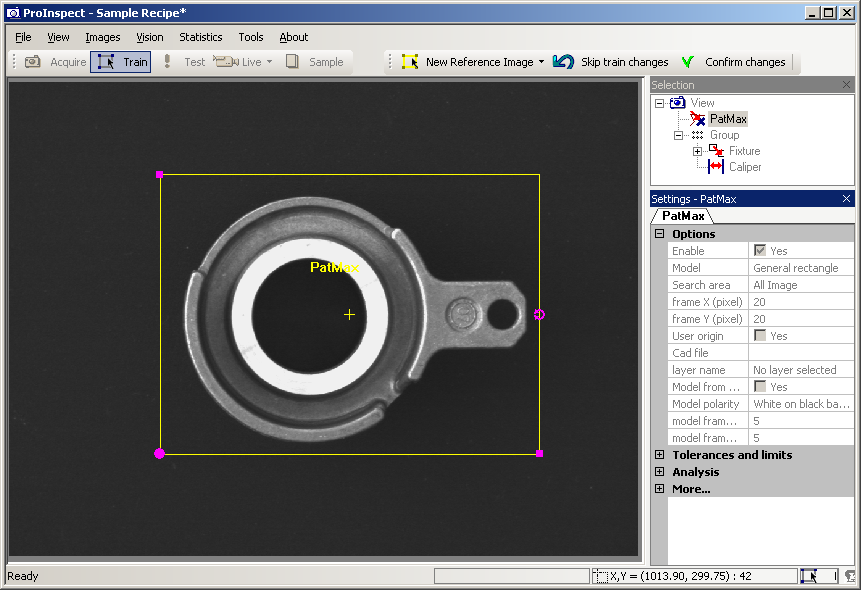 ProInspect - Sample Recipe*
File View Images Vision Statistics Tools About
Acquire Train Test Live Sample New Reference Image Skip train changes Confirm changes
Selection
View
PatMax
Group
Fixture
Caliper
PatMax
Settings - PatMax
PatMax
Options
Enable Yes
Model General rectangle
Search area All Image
frame X (pixel) 20
frame Y (pixel) 20
User origin Yes
Cad file
layer name No layer selected
Model from ... Yes
Model polarity White on black ba...
model fram... 5
model fram... 5
Tolerances and limits
Analysis
More...
Ready X,Y = (1013.90, 299.75) : 42